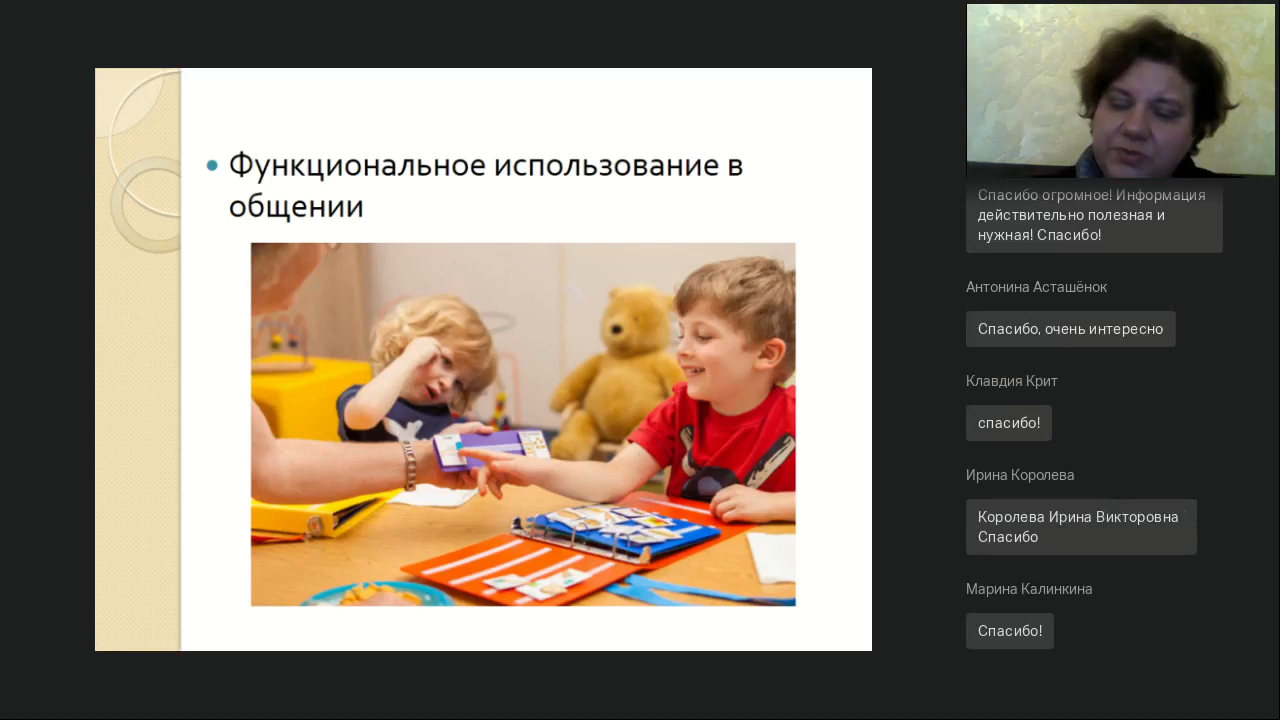 Функциональное использование в
общении
Спасибо огромное! Информация
действительно полезная и
нужная! Спасибо!
Антонина Асташёнок
Спасибо, очень интересно
Клавдия Крит
спасибо!
Ирина Королева
Королева Ирина Викторовна
Спасибо
Марина Калинкина
Спасибо!